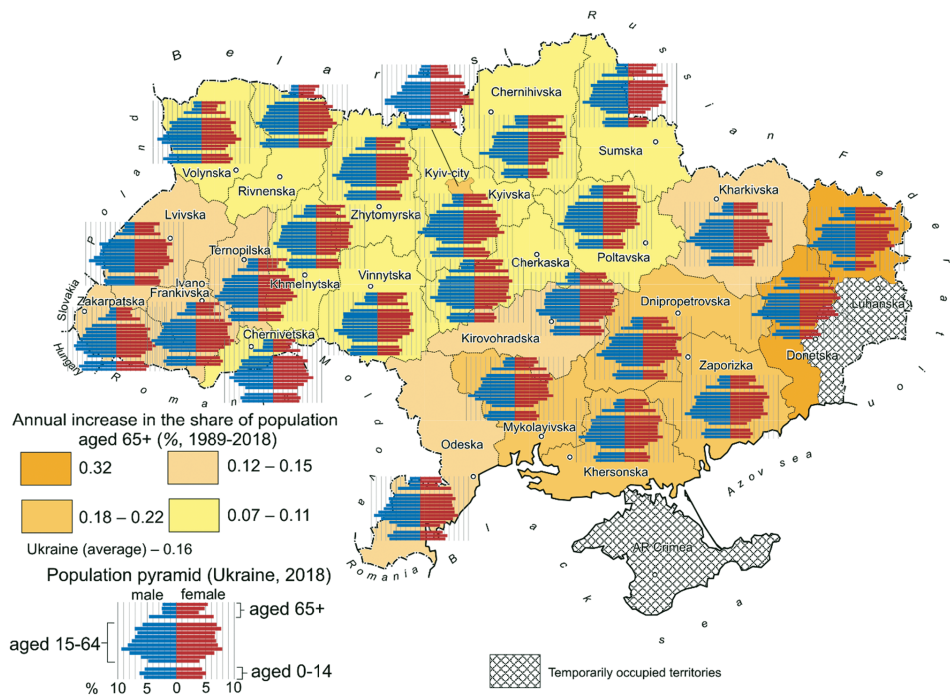 Belarus
Russian Federation
Poland
Slovakia
Hungary
Romania
Moldova
Romania
Black sea
Azov sea
Chernihivska
Sumska
Volynska
Rivnenska
Kyiv-city
Kyivska
Zhytomyrska
Kharkivska
Lvivska
Ternopilska
Khmelnytska
Vinnytska
Cherkaska
Poltavska
Luhanska
Ivano
Frankivska
Zakarpatska
Chernivetska
Kirovohradska
Dnipropetrovska
Donetska
Zaporizka
Mykolayivska
Odeska
Khersonska
AR Crimea
Annual increase in the share of population
aged 65+ (%, 1989-2018)
0.32
0.12 – 0.15
0.18 – 0.22
0.07 – 0.11
Ukraine (average) – 0.16
Population pyramid (Ukraine, 2018)
male female
aged 65+
aged 15-64
aged 0-14
% 10 5 0 5 10 %
Temporarily occupied territories